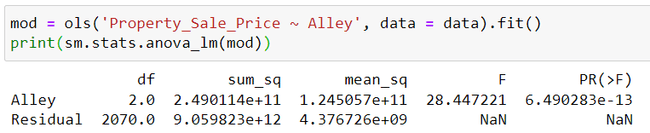 mod = ols('Property_Sale_Price ~ Alley', data = data).fit()
print(sm.stats.anova_lm(mod))
df sum_sq mean_sq F PR(>F)
Alley 2.0 2.490114e+11 1.245057e+11 28.447221 6.490283e-13
Residual 2070.0 9.059823e+12 4.376726e+09 NaN NaN